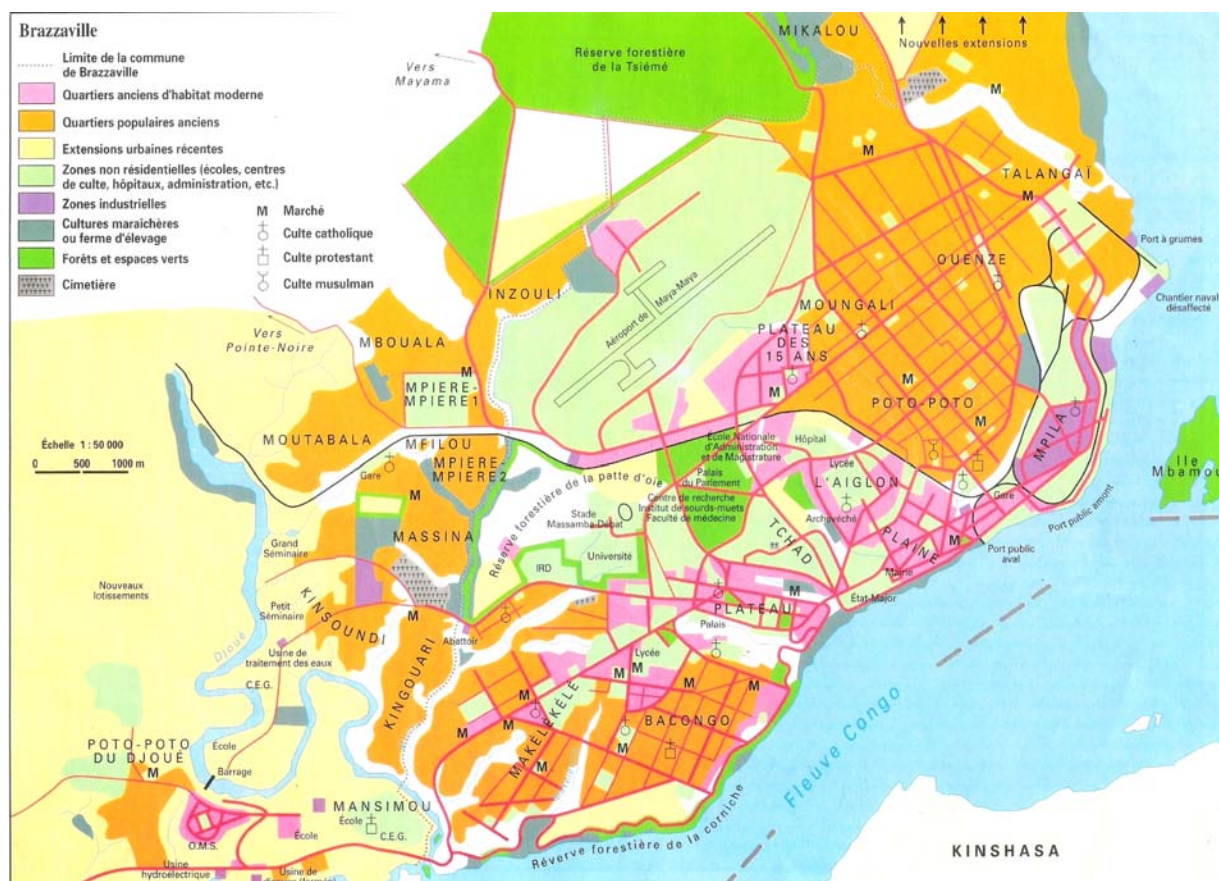 Brazzaville
Limite de la commune
de Brazzaville
Quartiers anciens d'habitat moderne
Quartiers populaires anciens
Extensions urbaines récentes
Zones non résidentielles (écoles, centres
de culte, hôpitaux, administration, etc.)
Zones industrielles
Cultures maraîchères
ou ferme d'élevage
Forêts et espaces verts
Cimetière
M Marché
Culte catholique
Culte protestant
Culte musulman
Échelle 1 : 50 000
0 500 1000 m
Vers
Mayama
Réserve forestière
de la Tsiémé
MIKALOU
Nouvelles extensions
M
M
TALANGAÏ
M
Port à grumes
OUENZE
Chantier naval
désaffecté
INZOULI
Aéroport de Maya-Maya
MOUNGALI
PLATEAU
DES
15 ANS
M
Vers
Pointe-Noire
MBOUALA
M
MPIERE-
MPIERE1
M
POTO-POTO
M
MPILA
Ile
Mbamou
MOUTABALA
MFILOU
Gare
MPIERE-
MPIERE2
M
École Nationale
d'Administration
et de Magistrature
Hôpital
Palais
du Parlement
Lycée
L'AIGLON
Réserve forestière de la patte d'oie
Centre de recherche
Institut de sourds-muets
Faculté de médecine
Archevêché
Gare
Port public amont
Stade
Massamba-Débat
TCHAD
PLAINE
M
Port public
aval
MASSINA
Grand
Séminaire
IRD
Université
Mairie
Nouveaux
lotissements
État-Major
M
PLATEAU
Petit
Séminaire
KINSOUNDI
M
Abattoir
Palais
Djoué
Usine de
traitement des eaux
KINGOUARI
Lycée
M
M
M
M
C.E.G.
M
MAKÉLÉKÉLÉ
BACONGO
M
M
M
M
Fleuve Congo
POTO-POTO
DU DJOUÉ
M
École
Barrage
MANSIMOU
École
C.E.G.
École
O.M.S.
Usine
hydroélectrique
Usine de
Réverve forestière de la corniche
KINSHASA